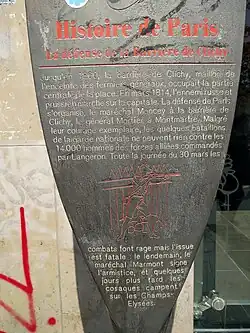 Histoire de Paris
La défense de la Barrière de Clichy
Jusqu'en 1860, la barrière de Clichy, maillon de
l'enceinte des fermiers généraux, occupait la partie
centrale de la place. En mars 1814, l'ennemi russe et
prussien marche sur la capitale. La défense de Paris
s'organise, le maréchal Moncey à la barrière de
Clichy, le général Mortier à Montmartre. Malgré
leur courage exemplaire, les quelques bataillons
de la garde nationale ne peuvent rien contre les
14.000 hommes des forces alliées commandés
par Langeron. Toute la journée du 30 mars les
combats font rage mais l'issue
est fatale : le lendemain, le
maréchal Marmont signe
l'armistice, et quelques
jours plus tard les
cosaques campent
sur les Champs-
Elysées.